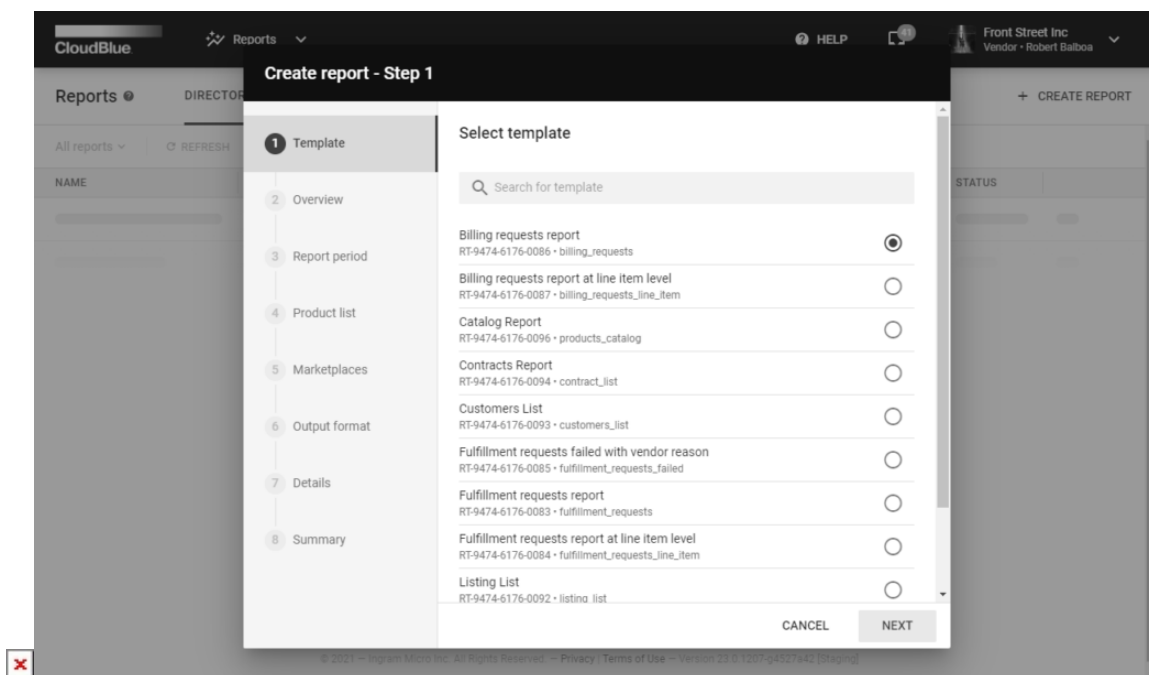 CloudBlue
Reports
HELP
41
Front Street Inc
Vendor • Robert Balboa
Create report - Step 1
Reports
DIRECTOR
+ CREATE REPORT
All reports
REFRESH
NAME
STATUS
1 Template
2 Overview
3 Report period
4 Product list
5 Marketplaces
6 Output format
7 Details
8 Summary
Select template
Search for template
Billing requests report
RT-9474-6176-0086 • billing_requests
Billing requests report at line item level
RT-9474-6176-0087 • billing_requests_line_item
Catalog Report
RT-9474-6176-0096 • products_catalog
Contracts Report
RT-9474-6176-0094 • contract_list
Customers List
RT-9474-6176-0093 • customers_list
Fulfillment requests failed with vendor reason
RT-9474-6176-0085 • fulfillment_requests_failed
Fulfillment requests report
RT-9474-6176-0083 • fulfillment_requests
Fulfillment requests report at line item level
RT-9474-6176-0084 • fulfillment_requests_line_item
Listing List
RT-9474-6176-0092 • listing_list
CANCEL
NEXT
© 2021 — Ingram Micro Inc. All Rights Reserved. — Privacy | Terms of Use — Version 23.0.1207-g4527a42 [Staging]